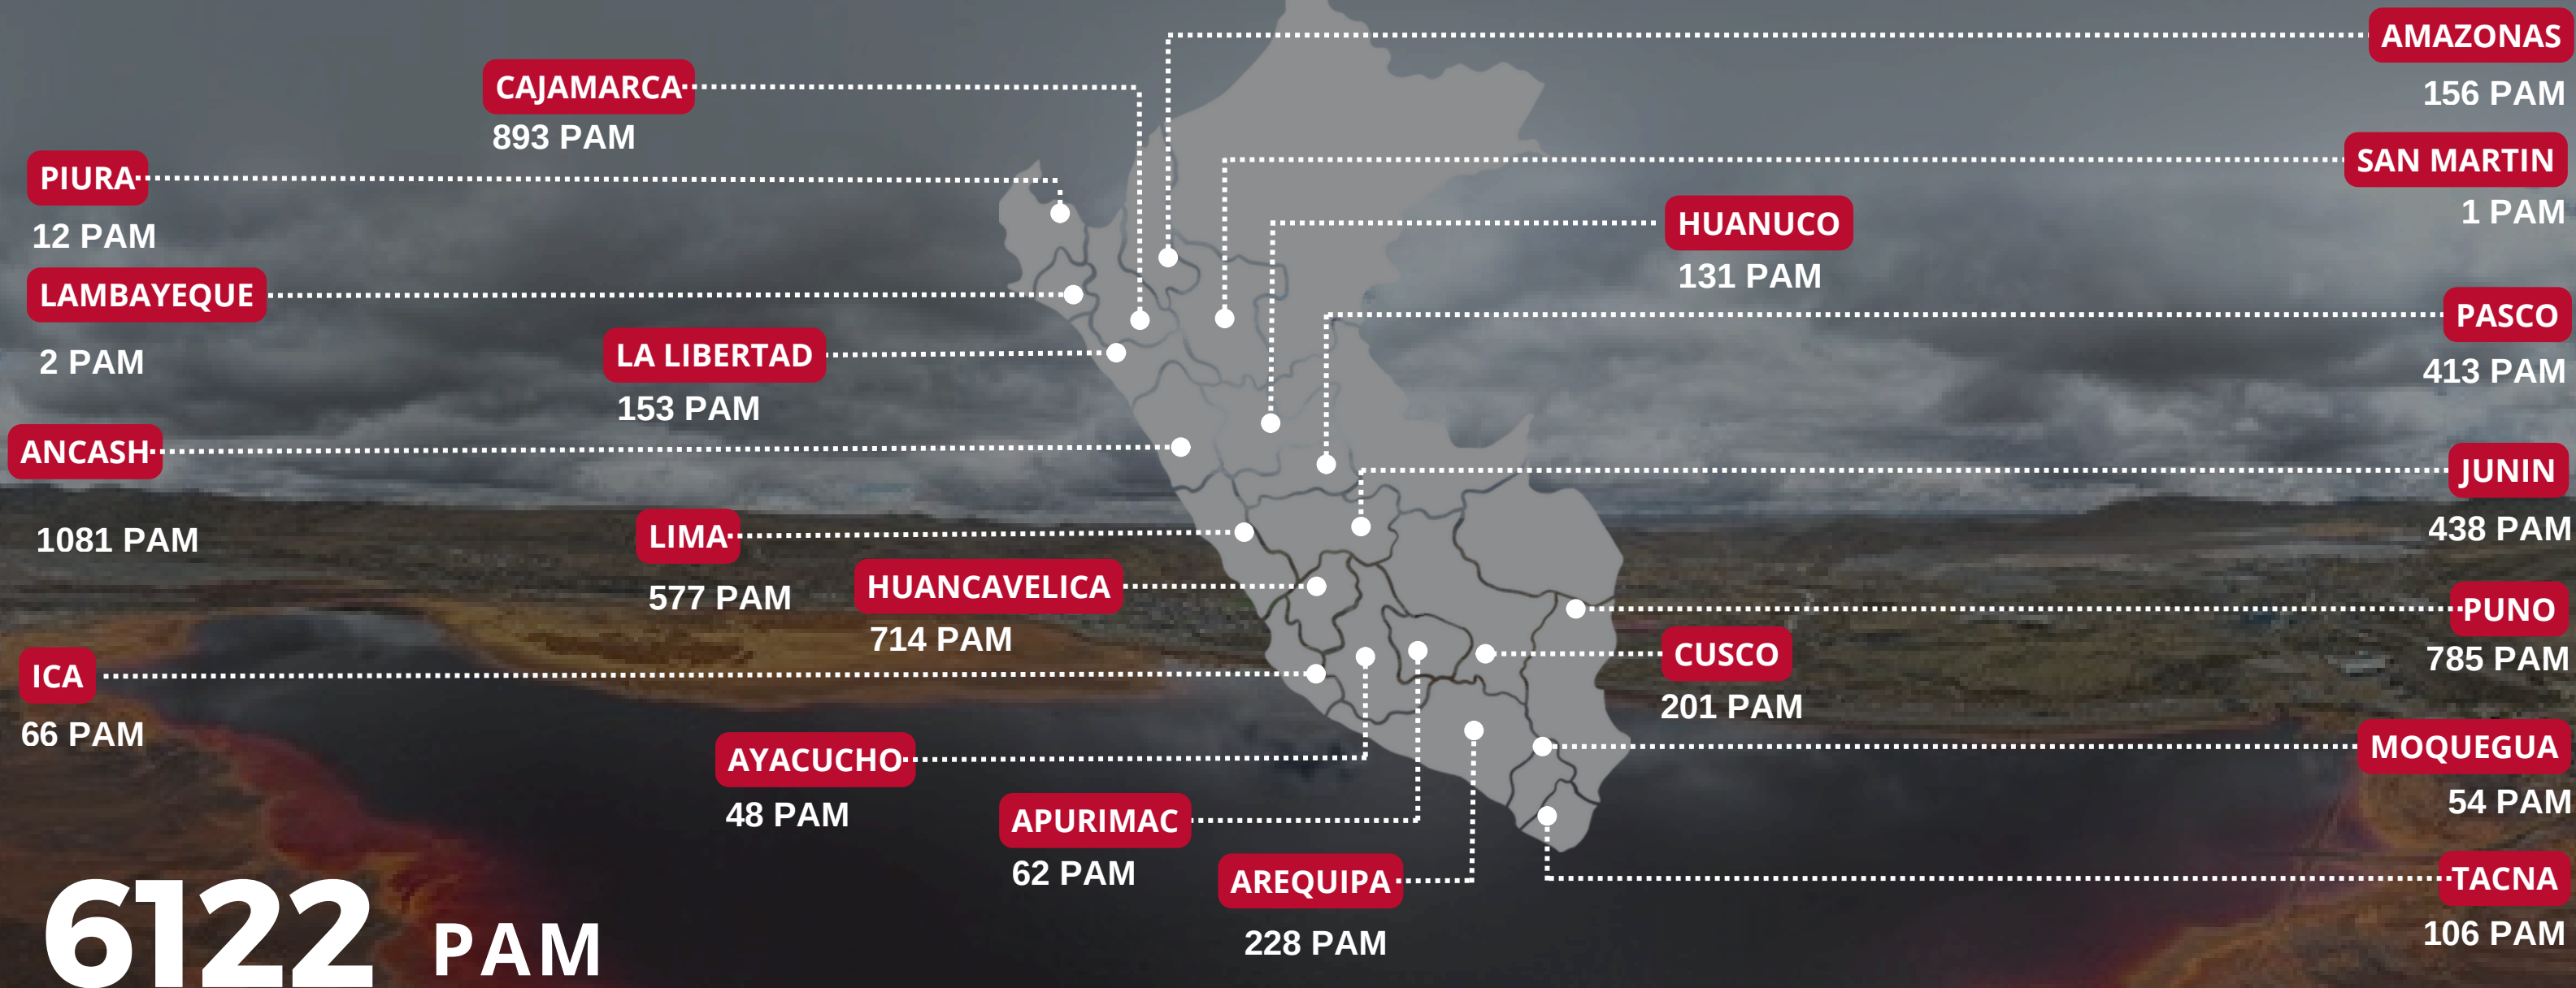 AMAZONAS
156 PAM
CAJAMARCA
893 PAM
SAN MARTIN
1 PAM
PIURA
12 PAM
HUANUCO
131 PAM
LAMBAYEQUE
2 PAM
PASCO
413 PAM
LA LIBERTAD
153 PAM
ANCASH
1081 PAM
JUNIN
438 PAM
LIMA
577 PAM
HUANCAVELICA
714 PAM
PUNO
785 PAM
CUSCO
201 PAM
ICA
66 PAM
MOQUEGUA
54 PAM
AYACUCHO
48 PAM
APURIMAC
62 PAM
AREQUIPA
228 PAM
TACNA
106 PAM
6122 PAM